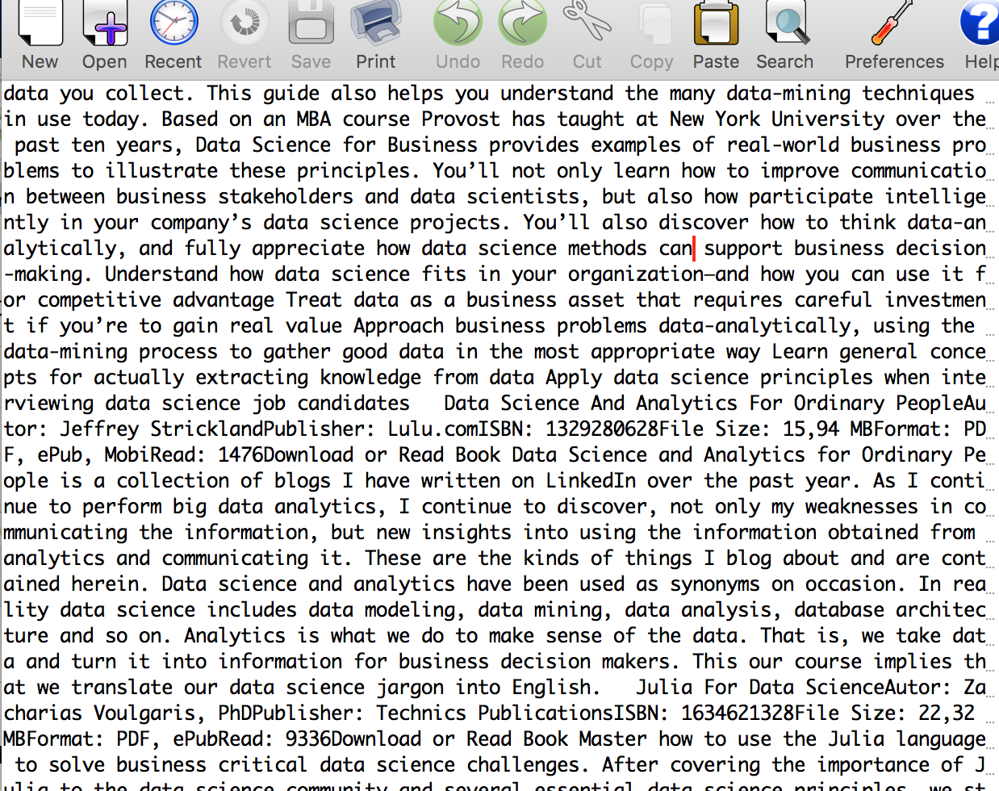 New Open Recent Revert Save Print Undo Redo Cut Copy Paste Search Preferences Help
data you collect. This guide also helps you understand the many data-mining techniques
in use today. Based on an MBA course Provost has taught at New York University over the
past ten years, Data Science for Business provides examples of real-world business pro
blems to illustrate these principles. You’ll not only learn how to improve communicatio
n between business stakeholders and data scientists, but also how participate intellige
ntly in your company’s data science projects. You’ll also discover how to think data-an
alytically, and fully appreciate how data science methods can support business decision
-making. Understand how data science fits in your organization—and how you can use it f
or competitive advantage Treat data as a business asset that requires careful investmen
t if you’re to gain real value Approach business problems data-analytically, using the
data-mining process to gather good data in the most appropriate way Learn general conce
pts for actually extracting knowledge from data Apply data science principles when inte
rviewing data science job candidates   Data Science And Analytics For Ordinary PeopleAu
tor: Jeffrey StricklandPublisher: Lulu.comISBN: 1329280628File Size: 15,94 MBFormat: PD
F, ePub, MobiRead: 1476Download or Read Book Data Science and Analytics for Ordinary Pe
ople is a collection of blogs I have written on LinkedIn over the past year. As I conti
nue to perform big data analytics, I continue to discover, not only my weaknesses in co
mmunicating the information, but new insights into using the information obtained from
analytics and communicating it. These are the kinds of things I blog about and are cont
ained herein. Data science and analytics have been used as synonyms on occasion. In rea
lity data science includes data modeling, data mining, data analysis, database architec
ture and so on. Analytics is what we do to make sense of the data. That is, we take dat
a and turn it into information for business decision makers. This our course implies th
at we translate our data science jargon into English.   Julia For Data ScienceAutor: Za
charias Voulgaris, PhDPublisher: Technics PublicationsISBN: 1634621328File Size: 22,32
MBFormat: PDF, ePubRead: 9336Download or Read Book Master how to use the Julia language
to solve business critical data science challenges. After covering the importance of J
ulia to the data science community and several essential data science principles, we st